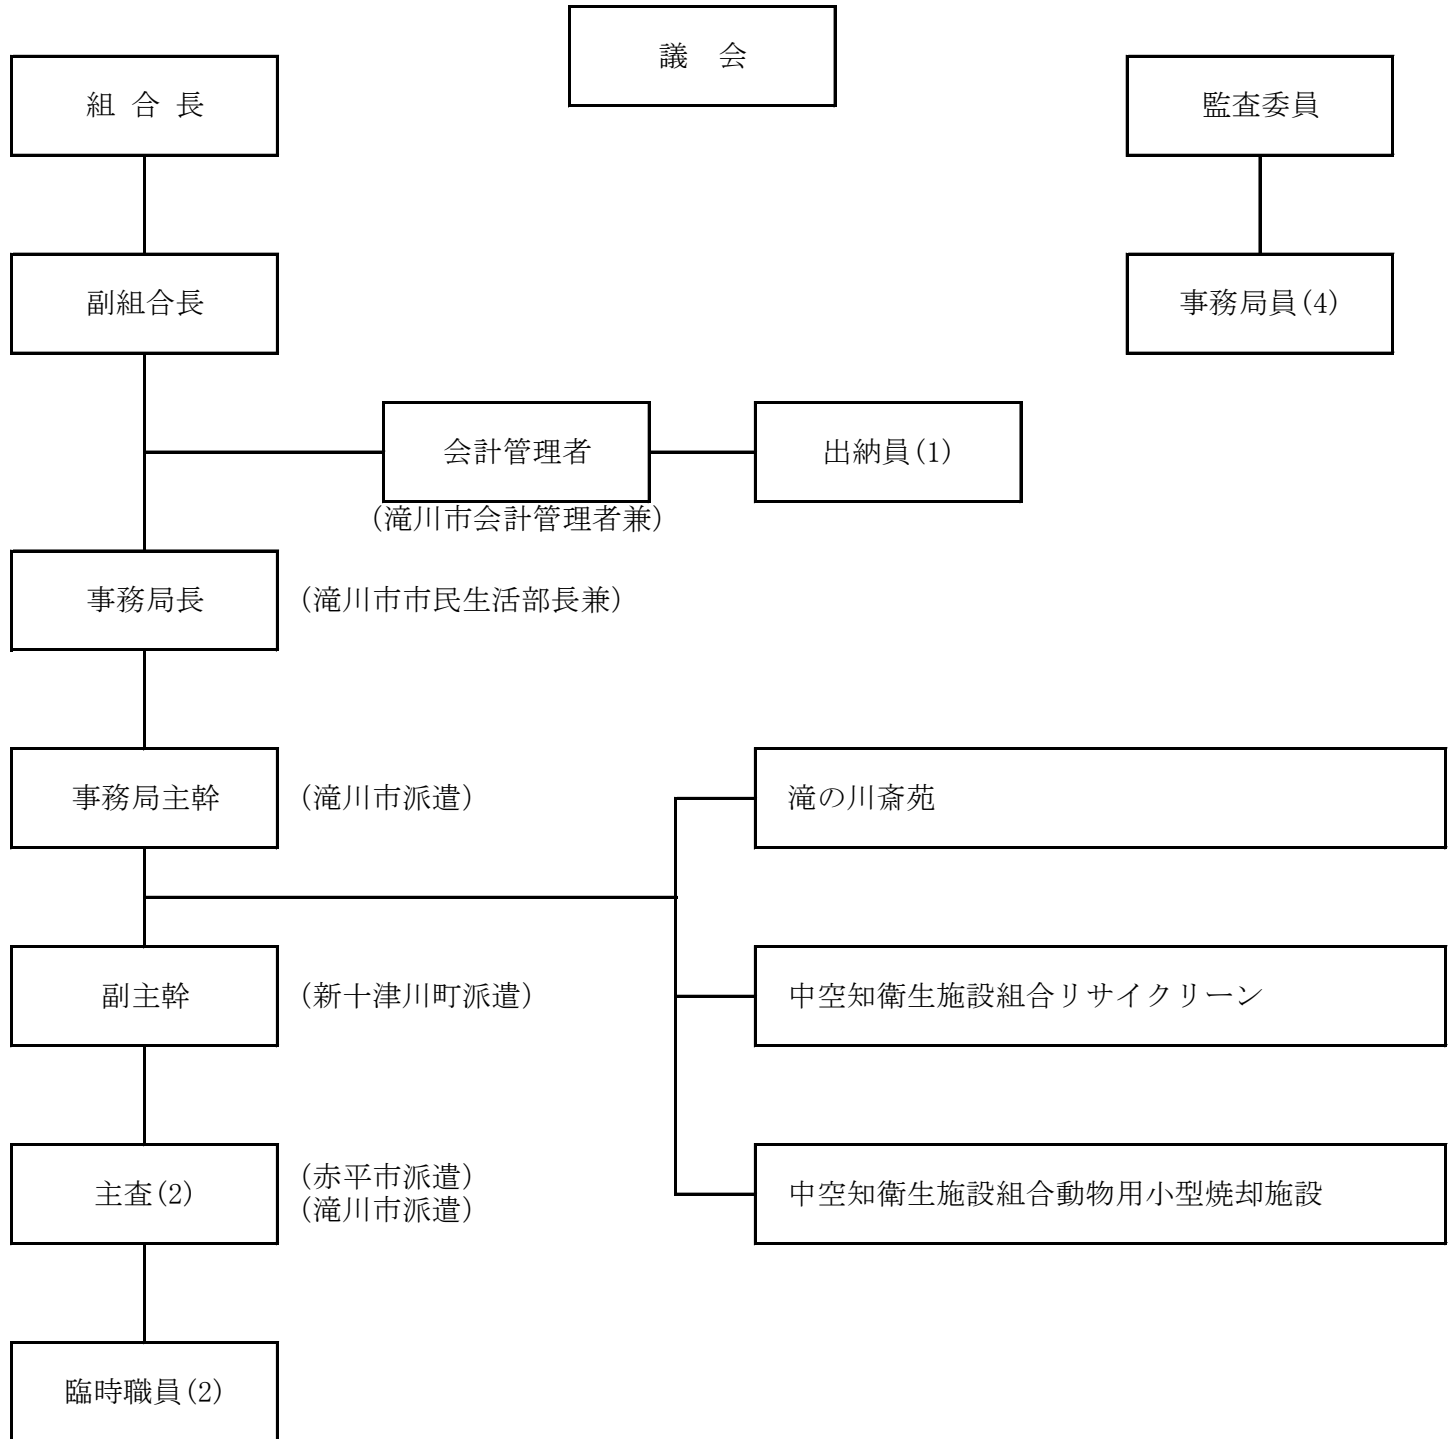 議　会
組 合 長
監査委員
副組合長
事務局員(4)
会計管理者
出納員(1)
(滝川市会計管理者兼)
事務局長
(滝川市市民生活部長兼)
事務局主幹
(滝川市派遣)
滝の川斎苑
副主幹
(新十津川町派遣)
中空知衛生施設組合リサイクリーン
主査(2)
(赤平市派遣)
(滝川市派遣)
中空知衛生施設組合動物用小型焼却施設
臨時職員(2)